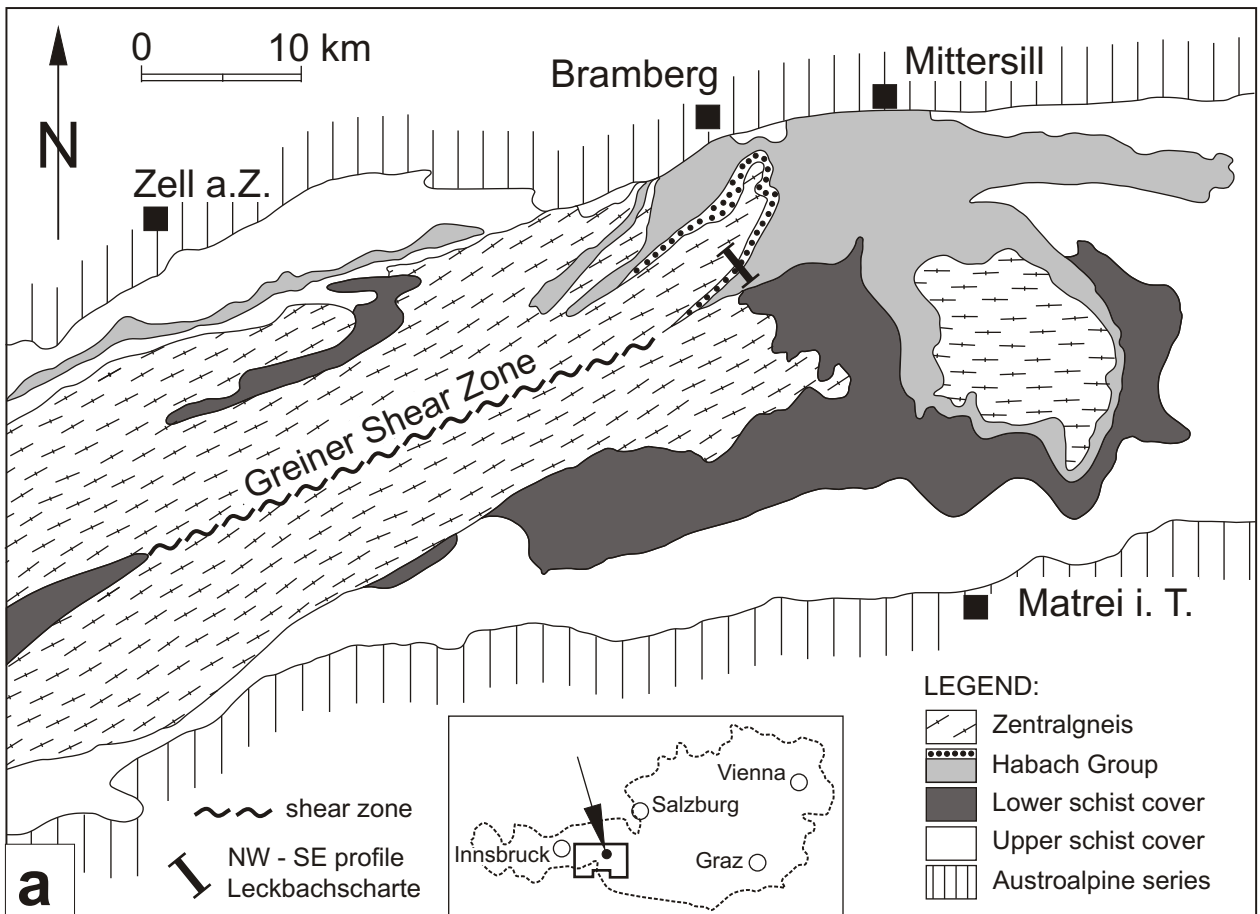 0 10 km
N
Bramberg
Mittersill
Zell a.Z.
Greiner Shear Zone
Matrei i. T.
LEGEND:
Zentralgneis
Habach Group
Lower schist cover
Upper schist cover
Austroalpine series
shear zone
NW - SE profile
Leckbachscharte
Vienna
Salzburg
Innsbruck
Graz
a